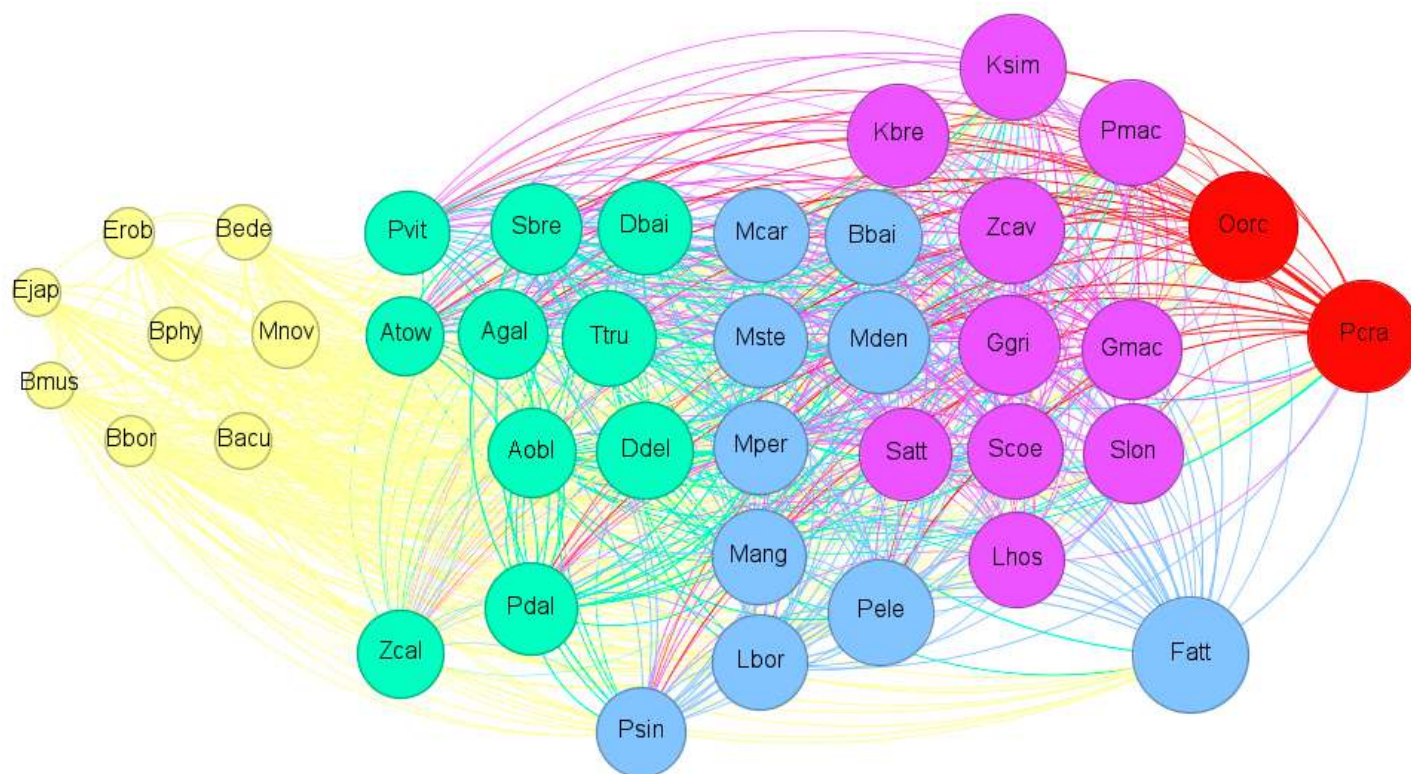 Ksim
Kbre
Pmac
Erob
Bede
Pvit
Sbre
Dbai
Mcar
Bbai
Zcav
Oorc
Ejap
Bphy
Mnov
Atow
Agal
Ttru
Mste
Mden
Ggri
Gmac
Pcra
Bmus
Bbor
Bacu
Aobl
Ddel
Mper
Satt
Scoe
Slon
Mang
Lhos
Pdal
Pele
Zcal
Lbor
Fatt
Psin